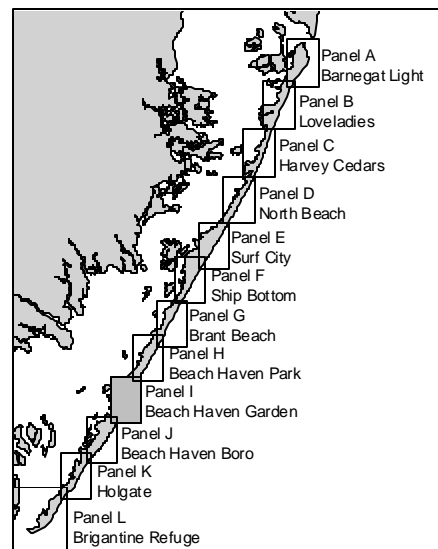 Panel A
Barnegat Light
Panel B
Loveladies
Panel C
Harvey Cedars
Panel D
North Beach
Panel E
Surf City
Panel F
Ship Bottom
Panel G
Brant Beach
Panel H
Beach Haven Park
Panel I
Beach Haven Garden
Panel J
Beach Haven Boro
Panel K
Holgate
Panel L
Brigantine Refuge